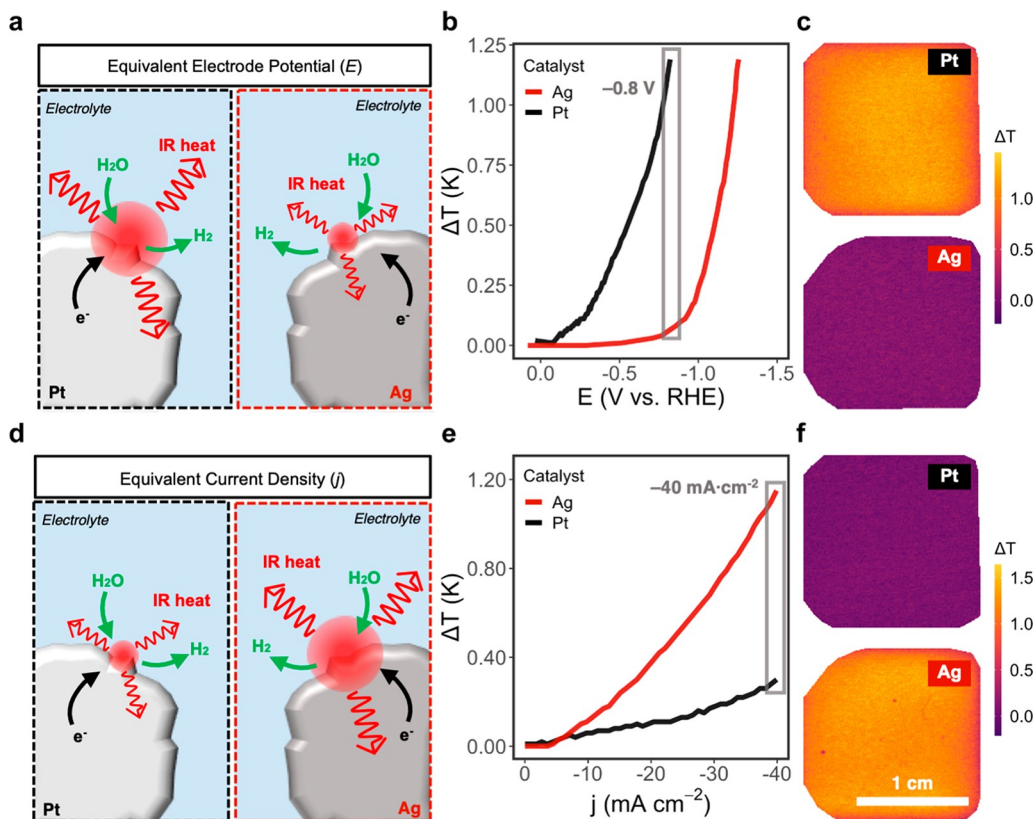 a
Equivalent Electrode Potential (E)
Electrolyte
Electrolyte
H₂O
IR heat
H₂
e⁻
Pt
H₂O
IR heat
H₂
e⁻
Ag
b
1.25
1.00
0.75
0.50
0.25
0.00
ΔT (K)
Catalyst
Ag
Pt
−0.8 V
0.0 -0.5 -1.0 -1.5
E (V vs. RHE)
c
Pt
Ag
ΔT
1.0
0.5
0.0
d
Equivalent Current Density (j)
Electrolyte
Electrolyte
H₂O
IR heat
H₂
e⁻
Pt
IR heat
H₂O
H₂
e⁻
Ag
e
1.20
0.80
0.40
0.00
ΔT (K)
Catalyst
Ag
Pt
−40 mA·cm⁻²
0 -10 -20 -30 -40
j (mA cm⁻²)
f
Pt
Ag
ΔT
1.5
1.0
0.5
0.0
1 cm